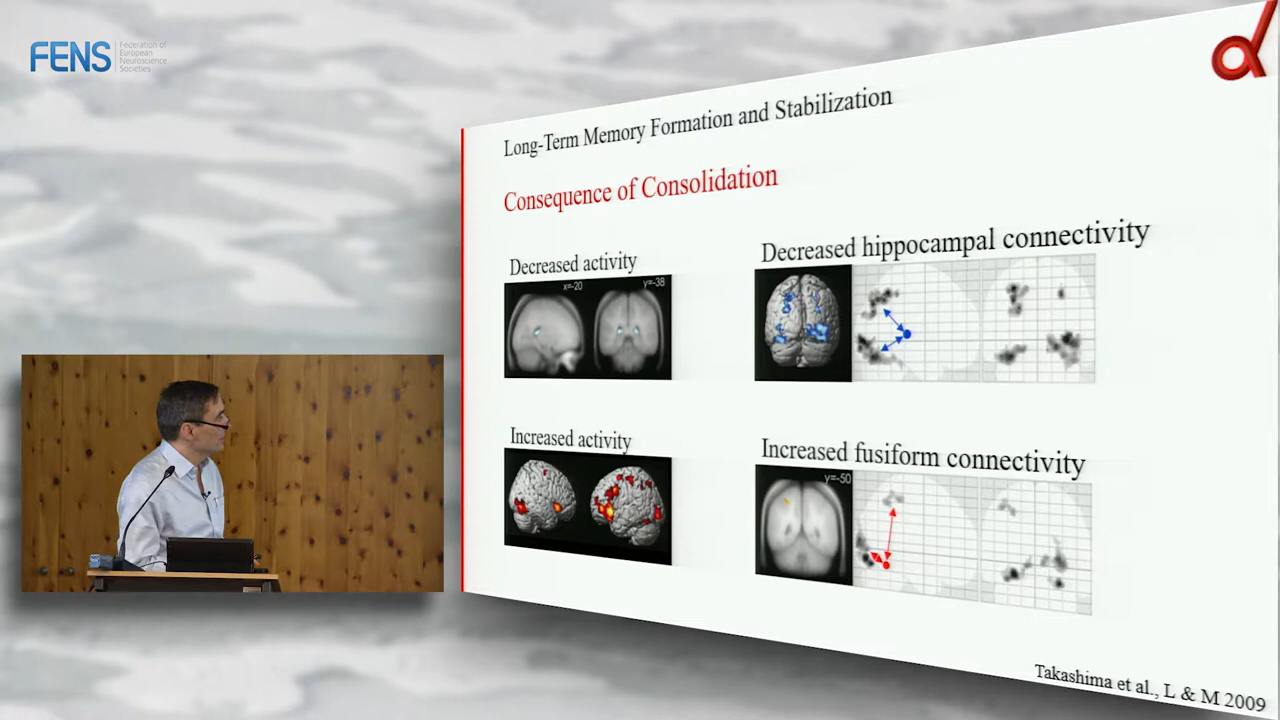 FENS
Federation of
European
Neuroscience
Societies
Long-Term Memory Formation and Stabilization
Consequence of Consolidation
Decreased activity
x=-20
y=-38
Decreased hippocampal connectivity
Increased activity
Increased fusiform connectivity
y=-50
Takashima et al., L & M 2009